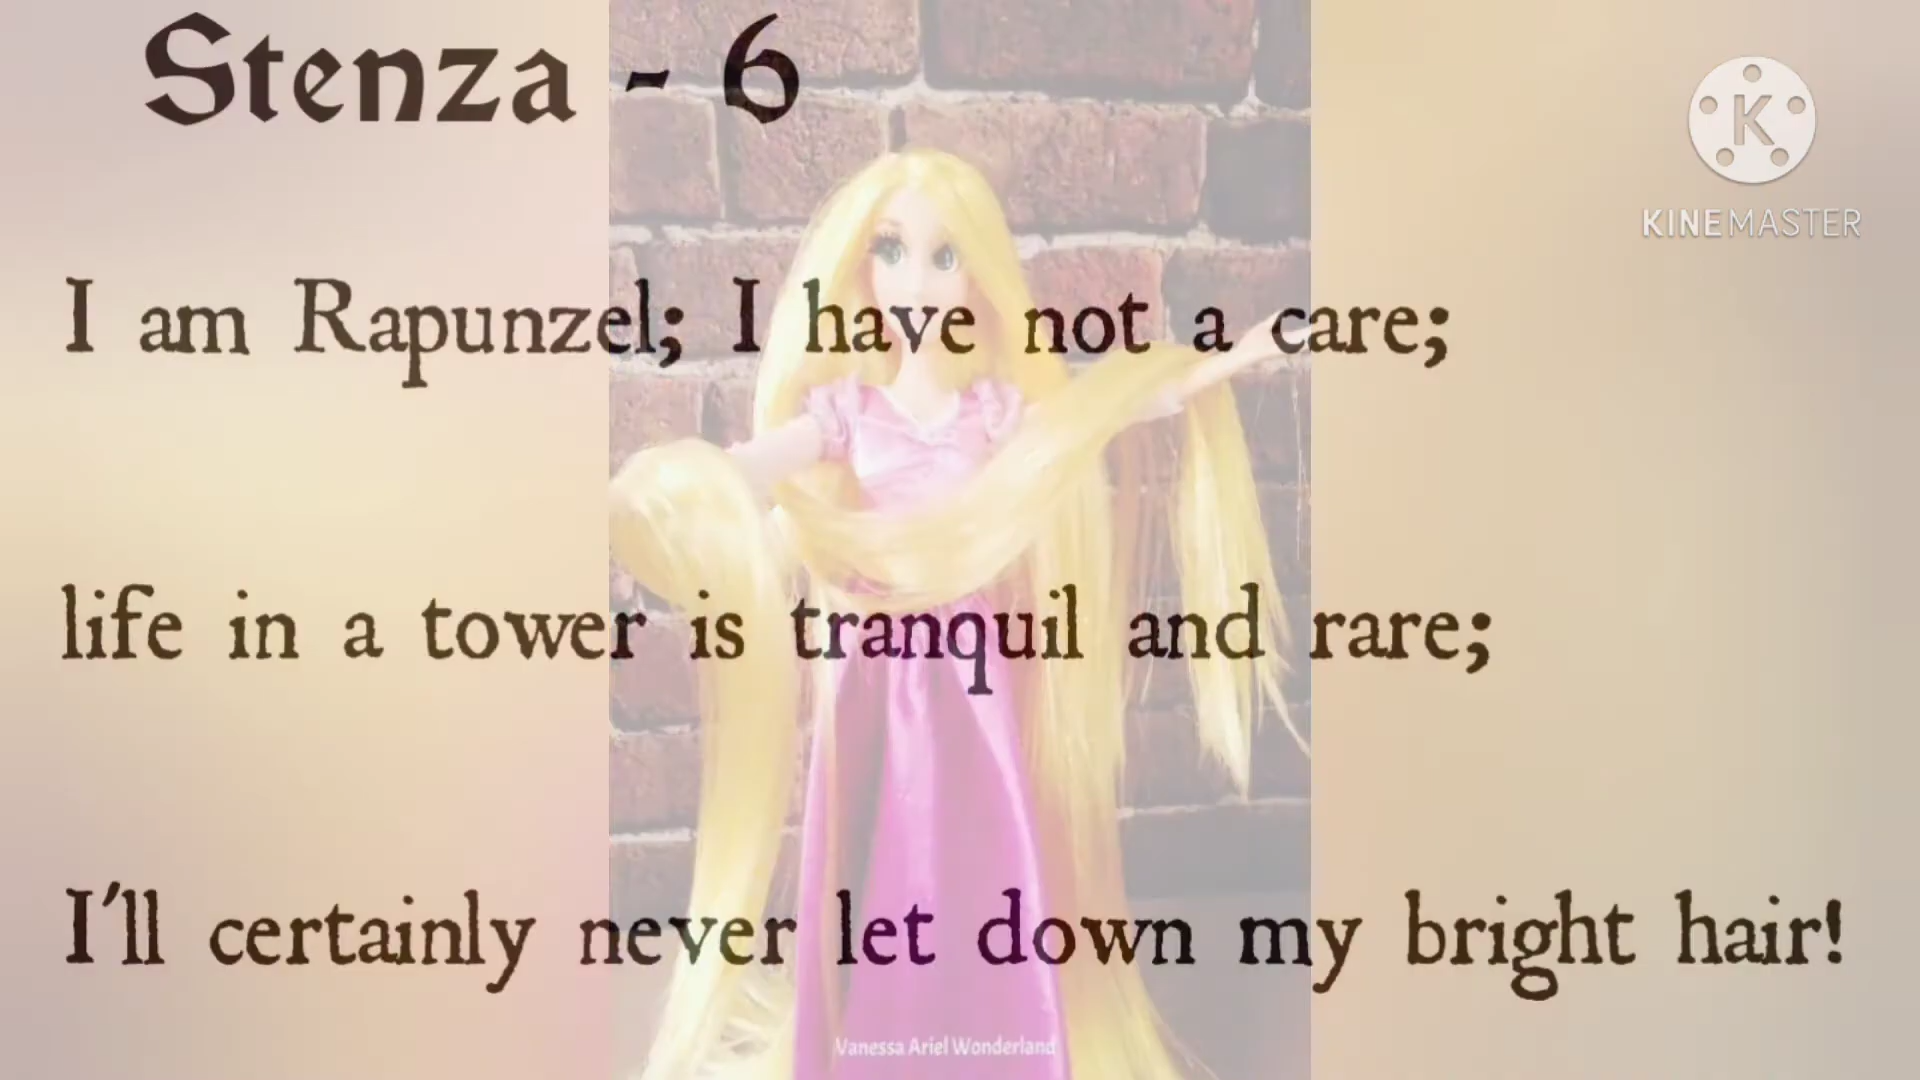 Stenza - 6
KINEMASTER
I am Rapunzel; I have not a care;
life in a tower is tranquil and rare;
I'll certainly never let down my bright hair!
Vanessa Ariel Wonderland